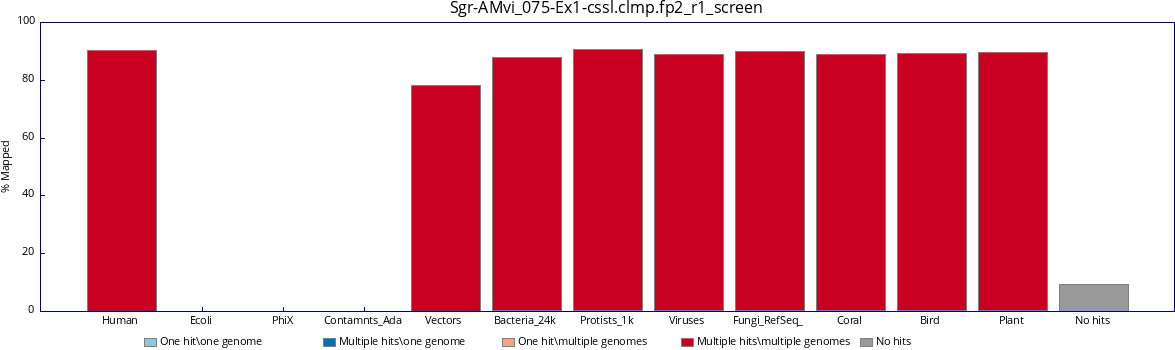 Sgr-AMvi_075-Ex1-cssl.clmp.fp2_r1_screen
100
80
60
40
20
0
% Mapped
Human Ecoli PhiX Contamnts_Ada Vectors Bacteria_24k Protists_1k Viruses Fungi_RefSeq_ Coral Bird Plant No hits
One hit\one genome Multiple hits\one genome One hit\multiple genomes Multiple hits\multiple genomes No hits